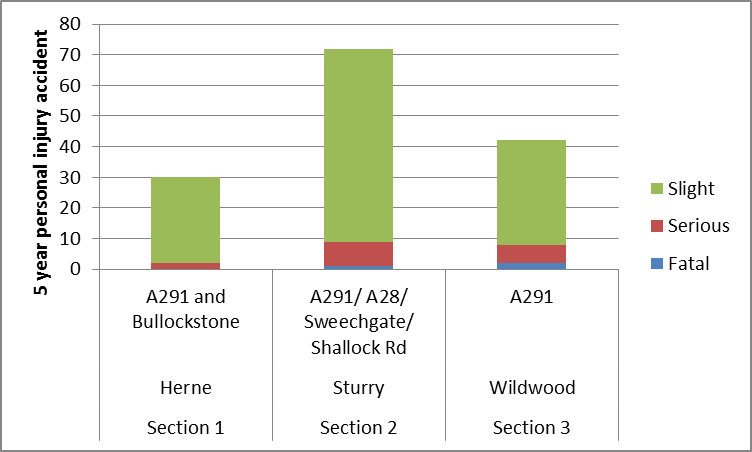 5 year personal injury accident
80
70
60
50
40
30
20
10
0
A291 and
Bullockstone
A291/ A28/
Sweechgate/
Shallock Rd
A291
Herne
Sturry
Wildwood
Section 1
Section 2
Section 3
Slight
Serious
Fatal